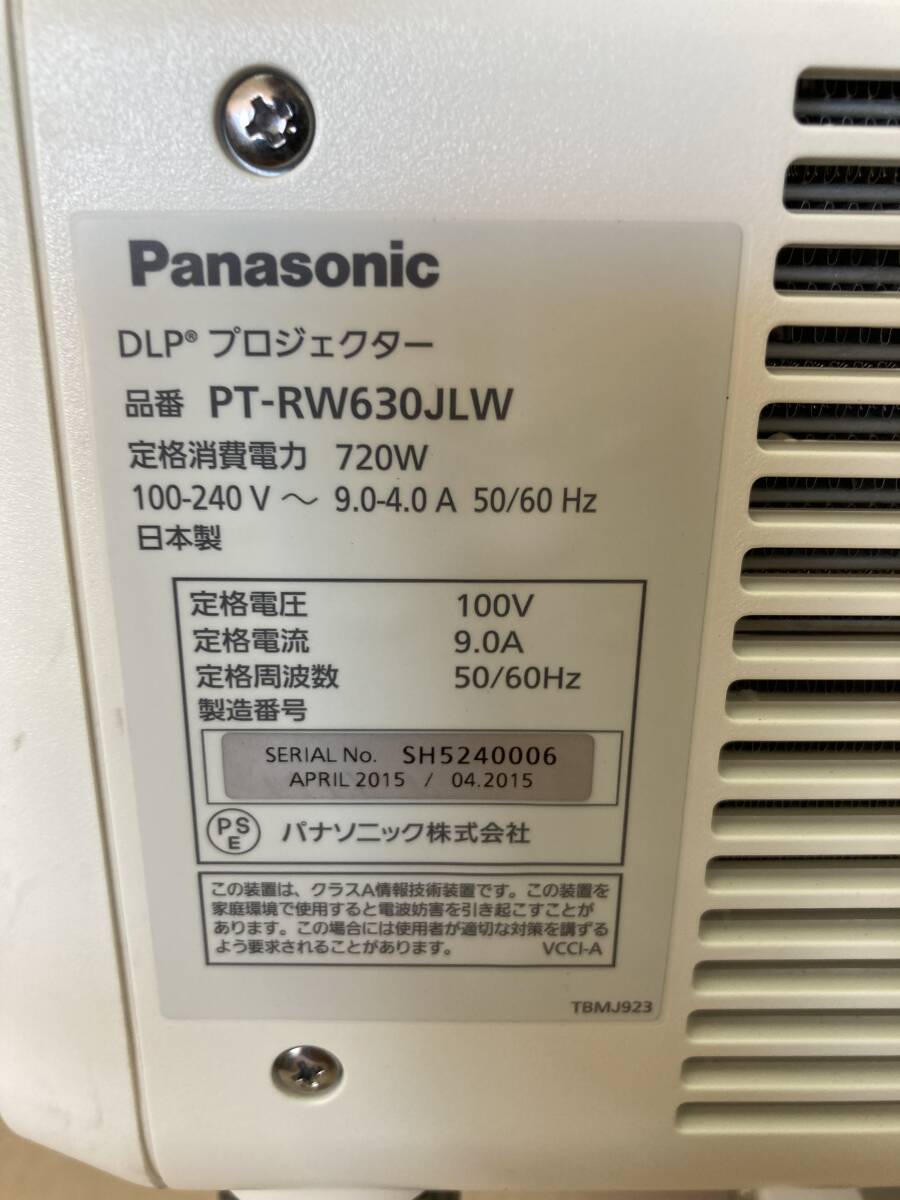 Panasonic
DLP® プロジェクター
品番 PT-RW630JLW
定格消費電力 720W
100-240 V ～ 9.0-4.0 A 50/60 Hz
日本製
定格電圧 100V
定格電流 9.0A
定格周波数 50/60Hz
製造番号
SERIAL No. SH5240006
APRIL 2015 / 04.2015
PSE パナソニック株式会社
この装置は、クラスA情報技術装置です。この装置を
家庭環境で使用すると電波妨害を引き起こすことが
あります。この場合には使用者が適切な対策を講ずる
よう要求されることがあります。 VCCI-A
TBMJ923